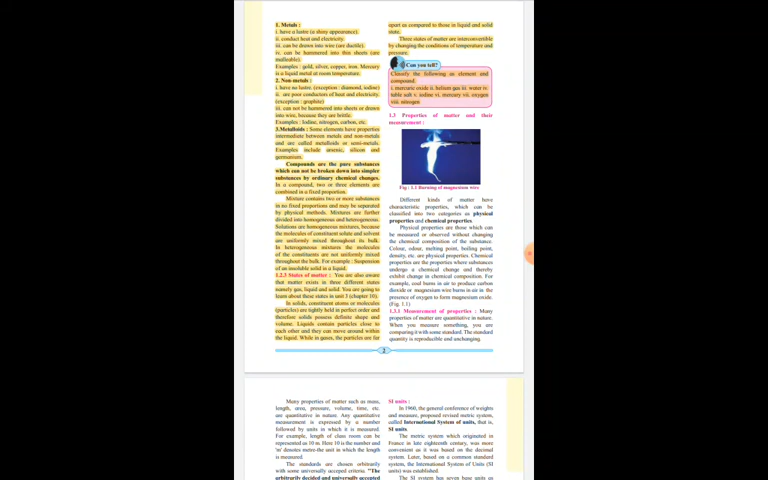 1. Metals :
i. have a lustre (a shiny appearance).
ii. conduct heat and electricity.
iii. can be drawn into wire (are ductile).
iv. can be hammered into thin sheets (are
malleable).
Examples : gold, silver, copper, iron. Mercury
is a liquid metal at room temperature.
2. Non-metals :
i. have no lustre. (exception : diamond, iodine)
ii. are poor conductors of heat and electricity.
(exception : graphite)
iii. can not be hammered into sheets or drawn
into wire, because they are brittle.
Examples : Iodine, nitrogen, carbon, etc.
3.Metalloids : Some elements have properties
intermediate between metals and non-metals
and are called metalloids or semi-metals.
Examples include arsenic, silicon and
germanium.
Compounds are the pure substances
which can not be broken down into simpler
substances by ordinary chemical changes.
In a compound, two or three elements are
combined in a fixed proportion.
Mixture contains two or more substances
in no fixed proportions and may be separated
by physical methods. Mixtures are further
divided into homogeneous and heterogeneous.
Solutions are homogeneous mixtures, because
the molecules of constituent solute and solvent
are uniformly mixed throughout its bulk.
In heterogeneous mixtures the molecules
of the constituents are not uniformly mixed
throughout the bulk. For example : Suspension
of an insoluble solid in a liquid.
1.2.3 States of matter : You are also aware
that matter exists in three different states
namely gas, liquid and solid. You are going to
learn about these states in unit 3 (chapter 10).
In solids, constituent atoms or molecules
(particles) are tightly held in perfect order and
therefore solids possess definite shape and
volume. Liquids contain particles close to
each other and they can move around within
the liquid. While in gases, the particles are far
apart as compared to those in liquid and solid
state.
Three states of matter are interconvertible
by changing the conditions of temperature and
pressure.
Can you tell?
Classify the following as element and
compound.
i. mercuric oxide ii. helium gas iii. water iv.
table salt v. iodine vi. mercury vii. oxygen
viii. nitrogen
1.3 Properties of matter and their
measurement :
Fig : 1.1 Burning of magnesium wire
Different kinds of matter have
characteristic properties, which can be
classified into two categories as physical
properties and chemical properties.
Physical properties are those which can
be measured or observed without changing
the chemical composition of the substance.
Colour, odour, melting point, boiling point,
density, etc. are physical properties. Chemical
properties are the properties where substances
undergo a chemical change and thereby
exhibit change in chemical composition. For
example, coal burns in air to produce carbon
dioxide or magnesium wire burns in air in the
presence of oxygen to form magnesium oxide.
(Fig. 1.1)
1.3.1 Measurement of properties : Many
properties of matter are quantitative in nature.
When you measure something, you are
comparing it with some standard. The standard
quantity is reproducible and unchanging.
2
Many properties of matter such as mass,
length, area, pressure, volume, time, etc.
are quantitative in nature. Any quantitative
measurement is expressed by a number
followed by units in which it is measured.
For example, length of class room can be
represented as 10 m. Here 10 is the number and
'm' denotes metre-the unit in which the length
is measured.
The standards are chosen orbitrarily
with some universally acceped criteria. "The
arbitrarily decided and universally accepted
SI units :
In 1960, the general conference of weights
and measure, proposed revised metric system,
called International System of units, that is,
SI units.
The metric system which originated in
France in late eighteenth century, was more
convenient as it was based on the decimal
system. Later, based on a common standard
system, the International System of Units (SI
units) was established.
The SI system has seven base units as